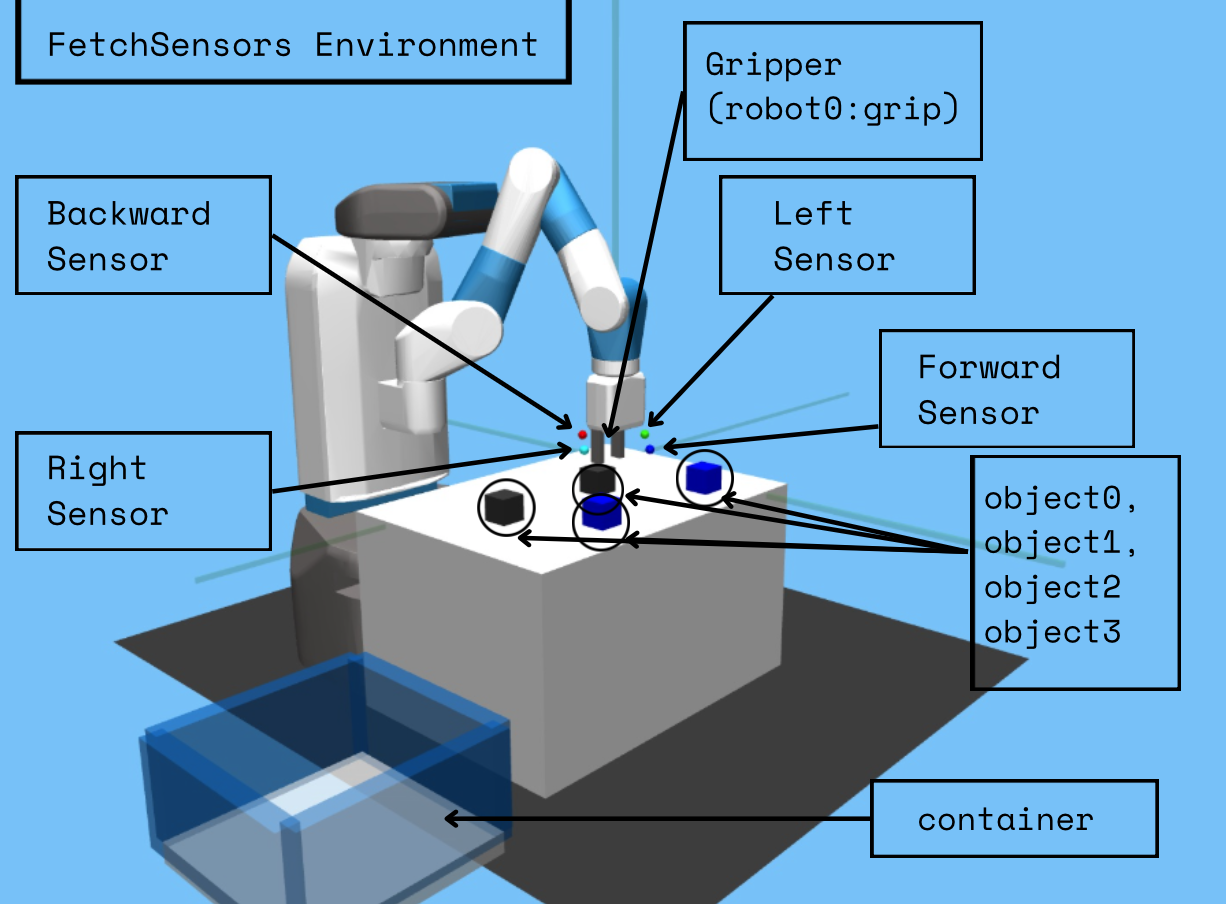 FetchSensors Environment
Gripper
(robot0:grip)
Backward
Sensor
Left
Sensor
Forward
Sensor
Right
Sensor
object0,
object1,
object2
object3
container